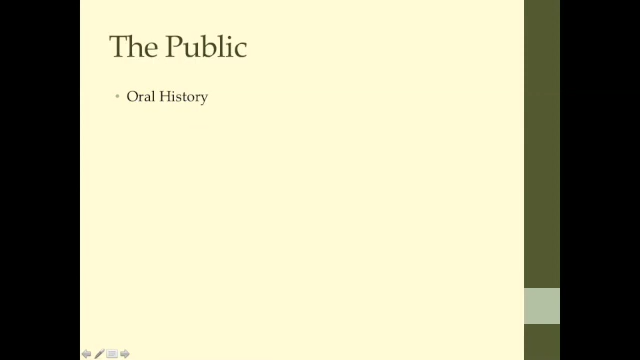 The Public
• Oral History